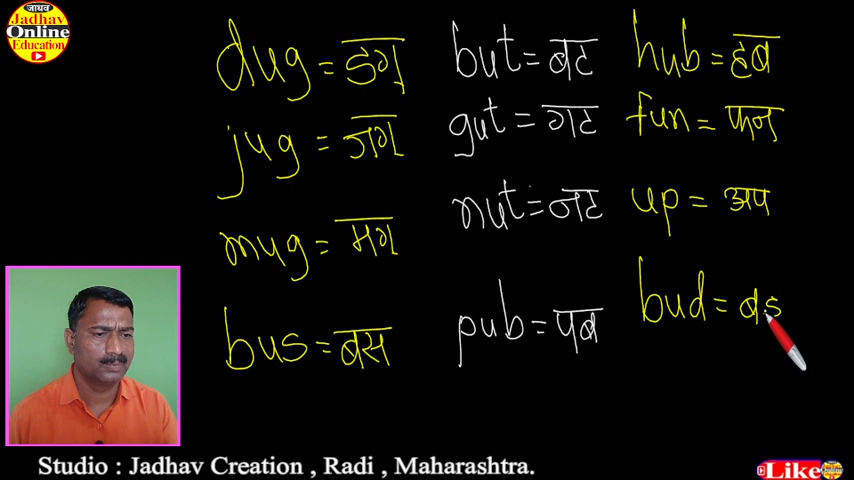 जाधव
Jadhav
Online
Education
dug = डग but = बट hub = हब
jug = जग gut = गट fun = फन
mug = मग nut = नट up = अप
bus = बस pub = पब bud = बड
Studio : Jadhav Creation , Radi , Maharashtra.
Like